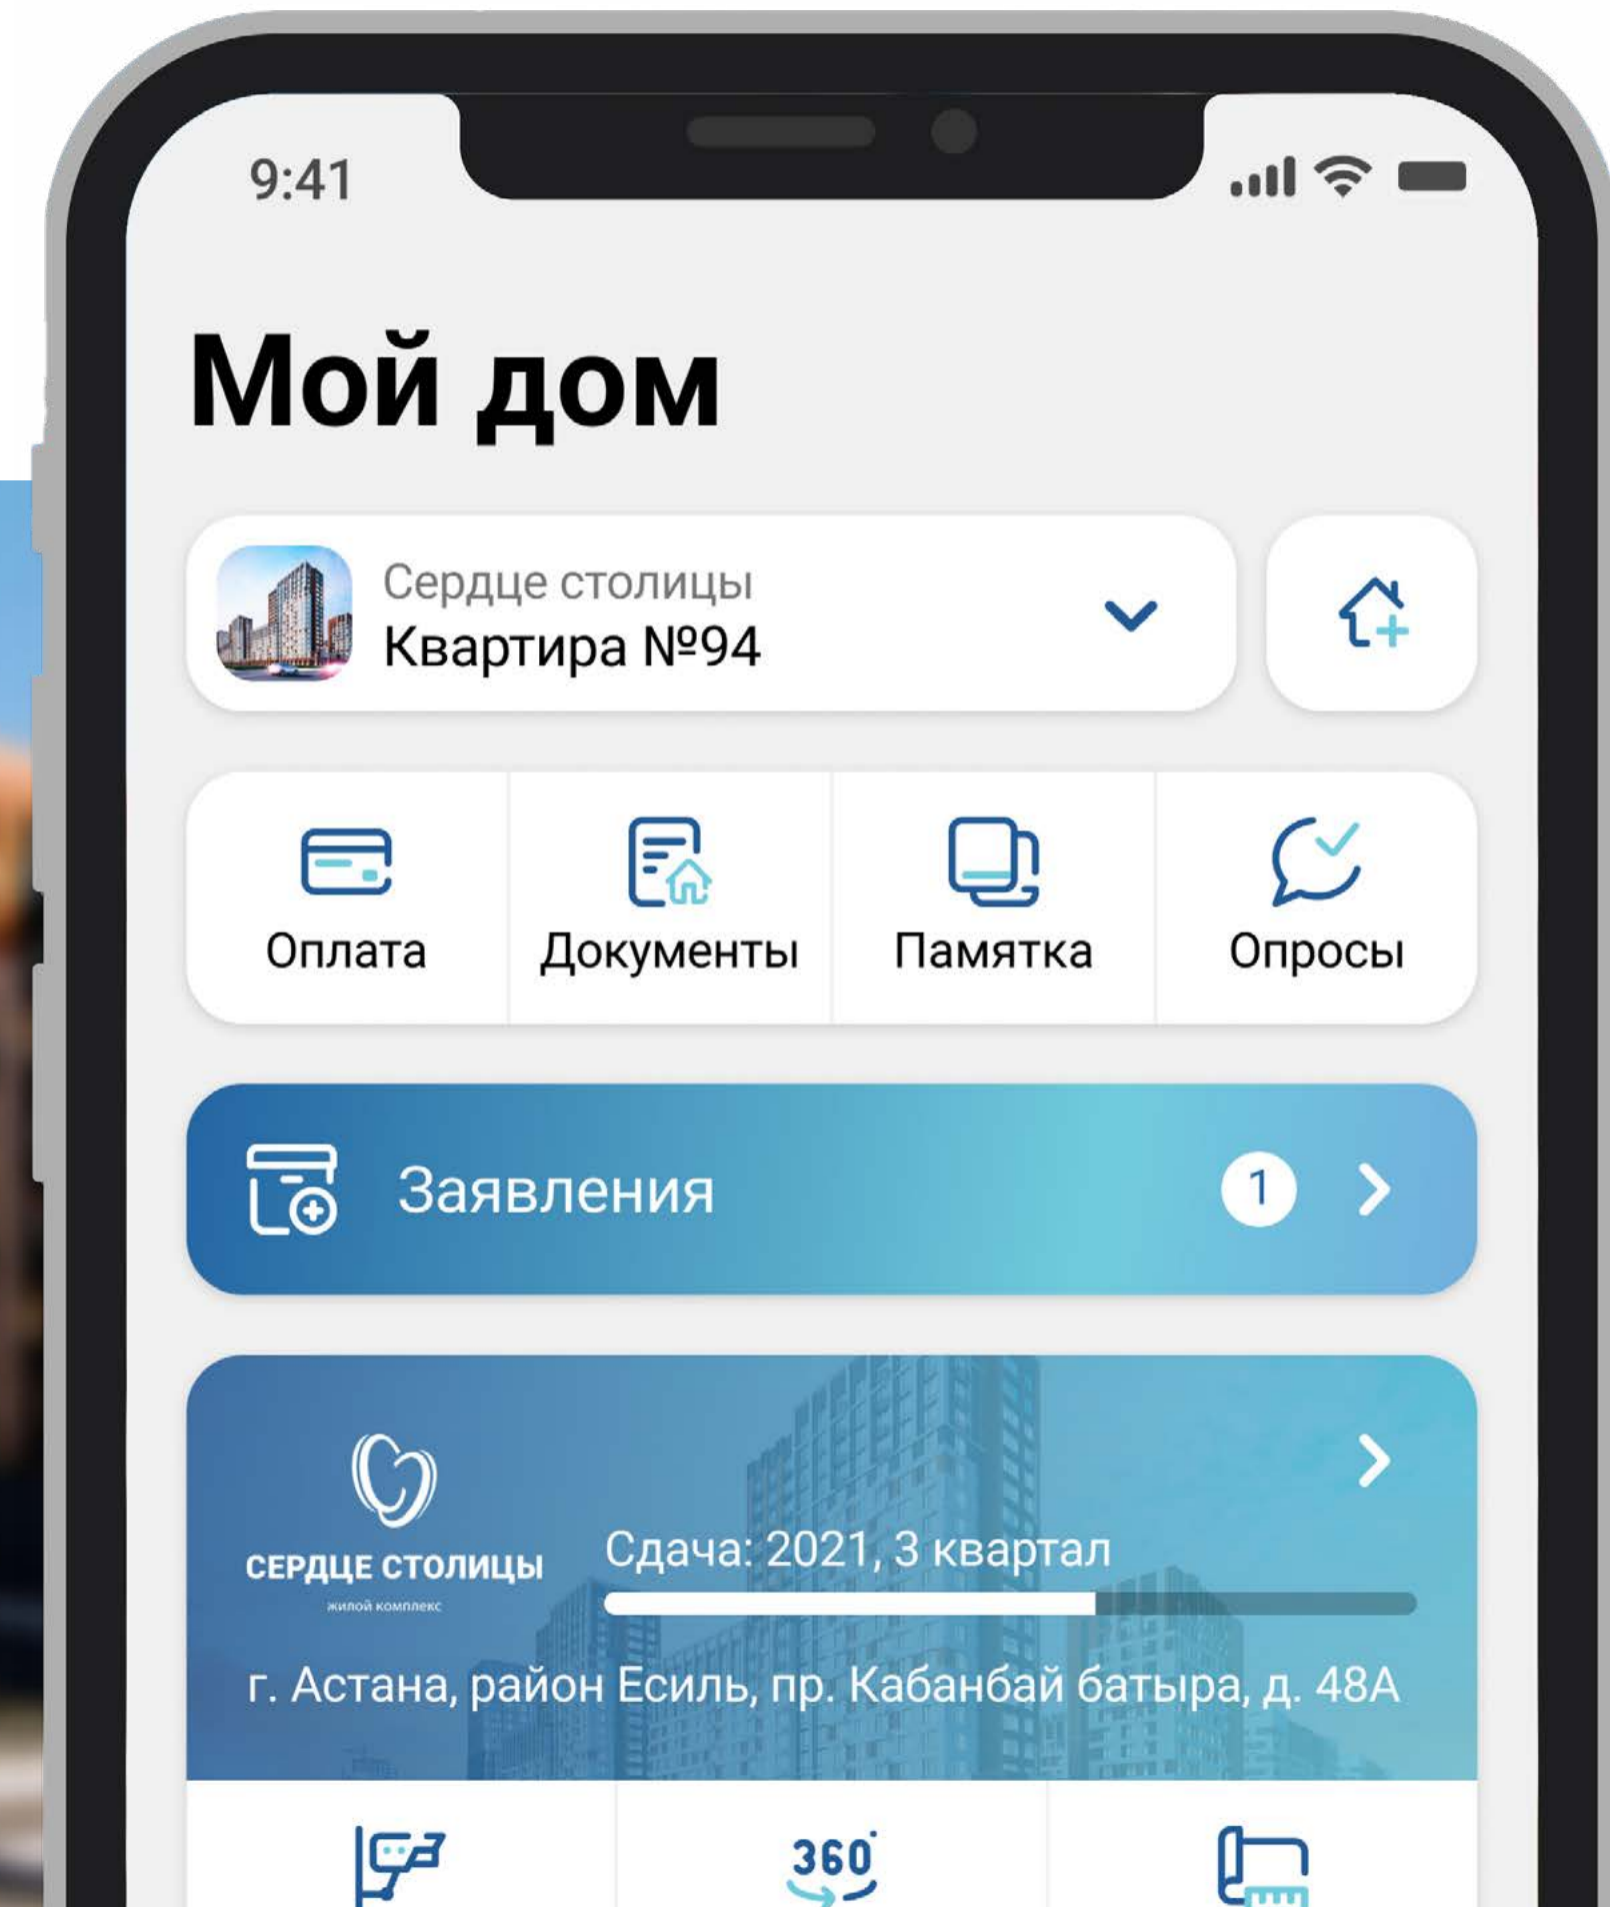 9:41
Мой дом
Сердце столицы
Квартира №94
Оплата
Документы
Памятка
Опросы
Заявления
1
СЕРДЦЕ СТОЛИЦЫ
жилой комплекс
Сдача: 2021, 3 квартал
г. Астана, район Есиль, пр. Кабанбай батыра, д. 48А
360°